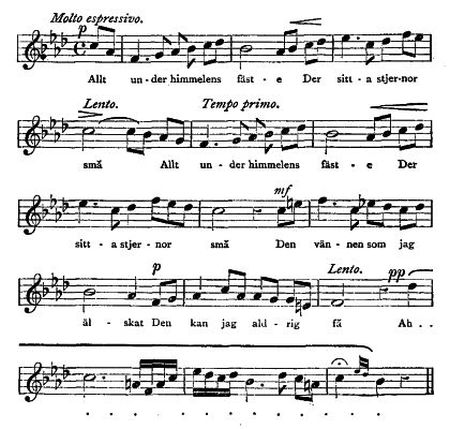 Molto espressivo.
p
Allt un-der himmelens fäst - e Der sitt - a stjer-nor
Lento. Tempo primo.
små Allt un-der himmelens fäst - e Der
mf
sitt - a stjer - nor små Den vän-nen som jag
p Lento. pp
äl - skat Den kan jag ald - rig få Ah . .
. . . . . . . . . . . .